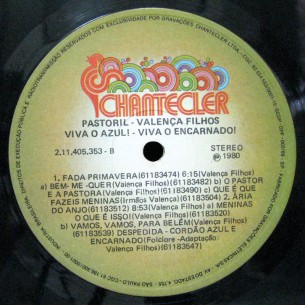 CHANTECLER
PASTORIL - VALENÇA FILHOS
VIVA O AZUL! - VIVA O ENCARNADO!
2.11.405.353 - B
STEREO
℗ 1980
1. FADA PRIMAVERA (61183474) 6:15 (Valença Filhos)
a) BEM- ME -QUER (Valença Filhos) (61183482) b) O PASTOR
E A PASTORA (Valença Filhos) (61183490) c) QUE É QUE
FAZEIS MENINAS (Irmãos Valença) (61183504) 2. ÁRIA
DO ANJO (61183512) 8:53 (Valença Filhos) a) MENINAS
O QUE É ISSO (Valença Filhos) (61183520)
b) VAMOS, VAMOS, PARA BELÉM (Valença Filhos)
(61183539) DESPEDIDA - CORDÃO AZUL E
ENCARNADO (Folclore -Adaptação:
Valença Filhos) (61183547)